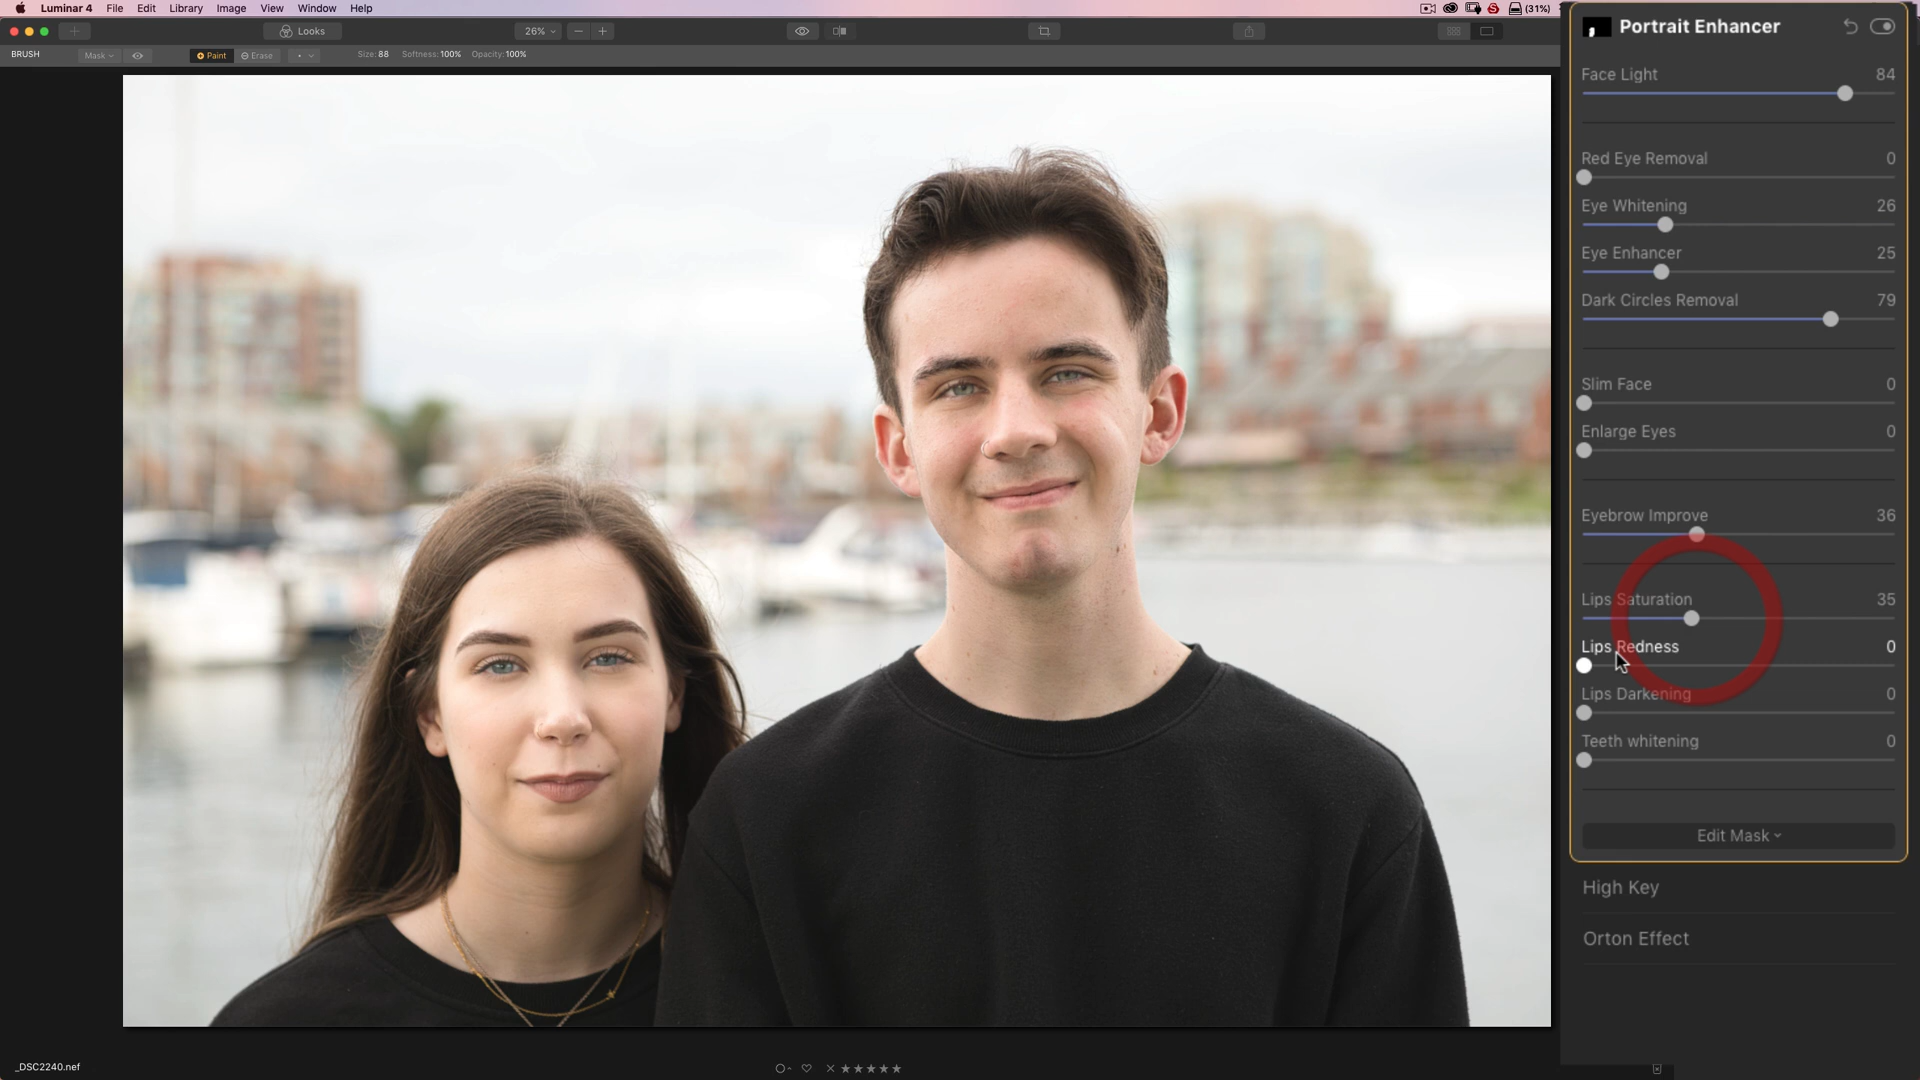 Luminar 4 File Edit Library Image View Window Help (31%)
Looks 26%
BRUSH Mask Paint Erase Size: 88 Softness: 100% Opacity: 100%
Portrait Enhancer
Face Light 84
Red Eye Removal 0
Eye Whitening 26
Eye Enhancer 25
Dark Circles Removal 79
Slim Face 0
Enlarge Eyes 0
Eyebrow Improve 36
Lips Saturation 35
Lips Redness 0
Lips Darkening 0
Teeth whitening 0
Edit Mask
High Key
Orton Effect
_DSC2240.nef